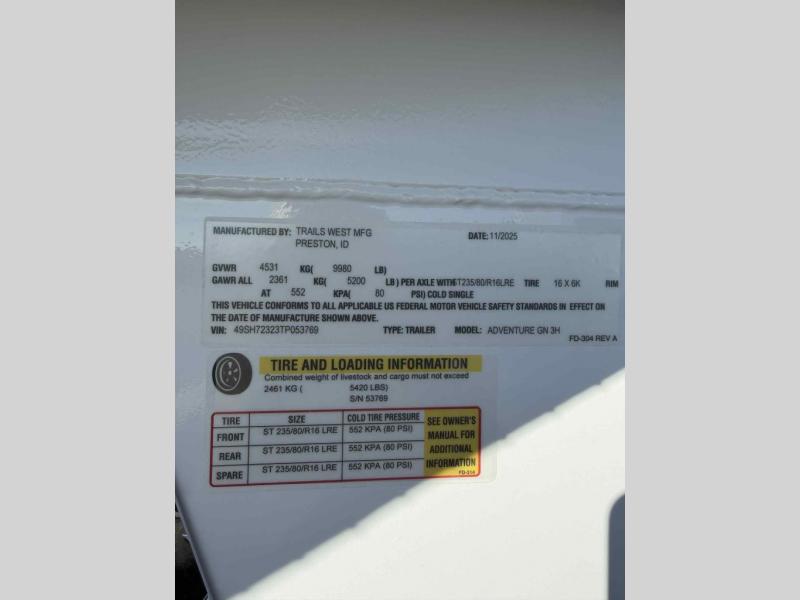 MANUFACTURED BY: TRAILS WEST MFG DATE: 11/2025
PRESTON, ID
GVWR 4531 KG( 9980 LB)
GAWR ALL 2361 KG( 5200 LB ) PER AXLE WITH ST235/80/R16LRE TIRE 16 X 6K RIM
AT 552 KPA( 80 PSI) COLD SINGLE
THIS VEHICLE CONFORMS TO ALL APPLICABLE US FEDERAL MOTOR VEHICLE SAFETY STANDARDS IN EFFECT ON
THE DATE OF MANUFACTURE SHOWN ABOVE.
VIN: 49SH72323TP053769 TYPE: TRAILER MODEL: ADVENTURE GN 3H
FD-304 REV A
TIRE AND LOADING INFORMATION
Combined weight of livestock and cargo must not exceed
2461 KG ( 5420 LBS)
S/N 53769
TIRE SIZE COLD TIRE PRESSURE
FRONT ST 235/80/R16 LRE 552 KPA (80 PSI)
REAR ST 235/80/R16 LRE 552 KPA (80 PSI)
SPARE ST 235/80/R16 LRE 552 KPA (80 PSI)
SEE OWNER'S
MANUAL FOR
ADDITIONAL
INFORMATION
FD-314